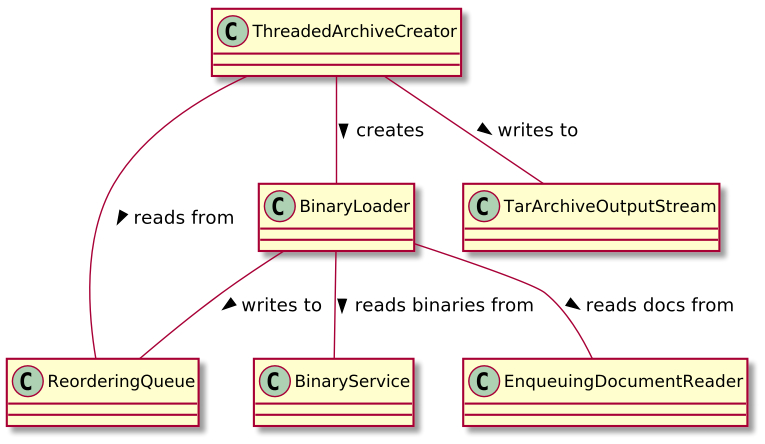 C ThreadedArchiveCreator
creates
writes to
C BinaryLoader
C TarArchiveOutputStream
reads from
writes to
reads binaries from
reads docs from
C ReorderingQueue
C BinaryService
C EnqueuingDocumentReader